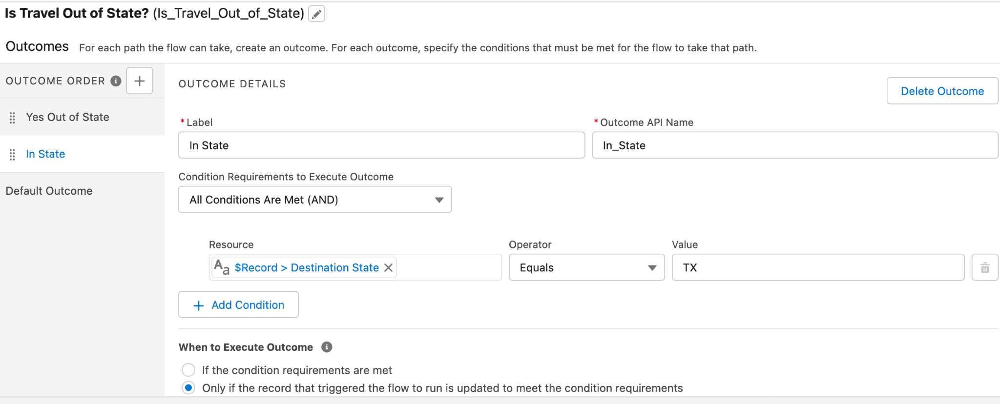 Is Travel Out of State? (Is_Travel_Out_of_State)
Outcomes For each path the flow can take, create an outcome. For each outcome, specify the conditions that must be met for the flow to take that path.
OUTCOME ORDER
Yes Out of State
In State
Default Outcome
OUTCOME DETAILS
Delete Outcome
* Label
In State
* Outcome API Name
In_State
Condition Requirements to Execute Outcome
All Conditions Are Met (AND)
Resource
Aa $Record > Destination State
Operator
Equals
Value
TX
Add Condition
When to Execute Outcome
If the condition requirements are met
Only if the record that triggered the flow to run is updated to meet the condition requirements